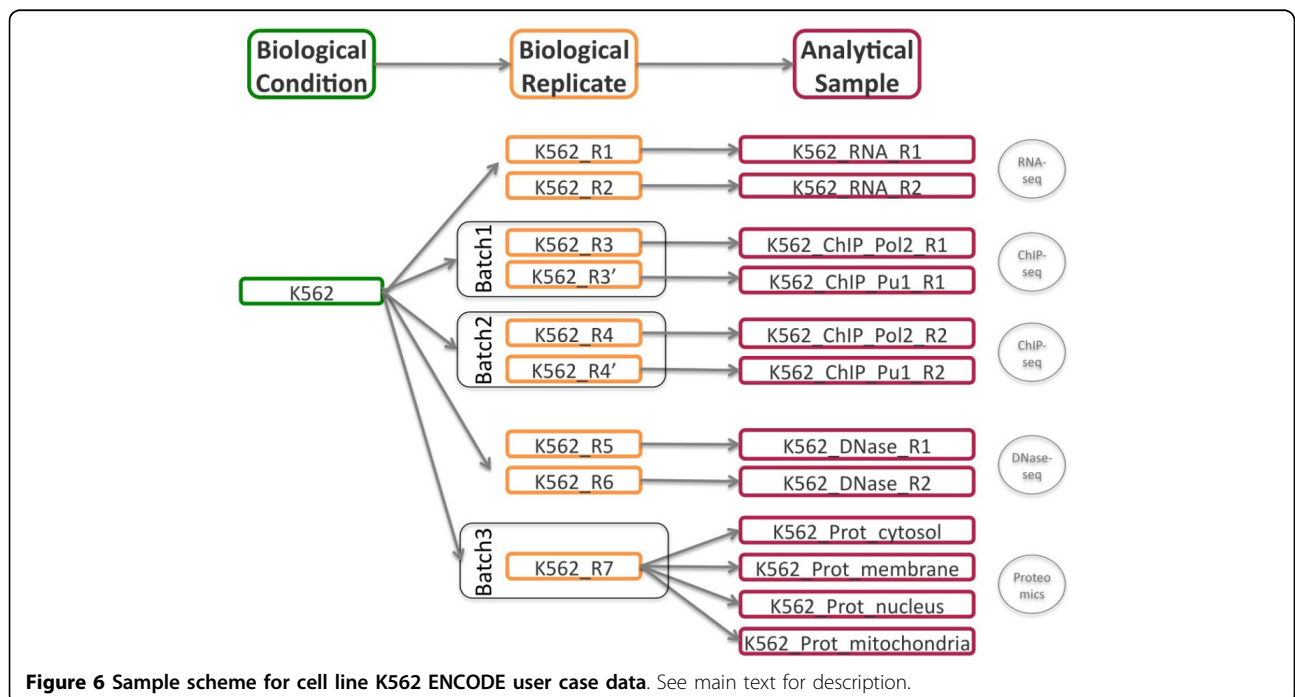 Biological
Condition
Biological
Replicate
Analytical
Sample
K562_R1
K562_RNA_R1
K562_R2
K562_RNA_R2
RNA-
seq
Batch1
K562_R3
K562_ChIP_Pol2_R1
K562_R3’
K562_ChIP_Pu1_R1
ChIP-
seq
K562
Batch2
K562_R4
K562_ChIP_Pol2_R2
K562_R4’
K562_ChIP_Pu1_R2
ChIP-
seq
K562_R5
K562_DNase_R1
K562_R6
K562_DNase_R2
DNase-
seq
Batch3
K562_R7
K562_Prot_cytosol
K562_Prot_membrane
K562_Prot_nucleus
K562_Prot_mitochondria
Proteo
mics
Figure 6 Sample scheme for cell line K562 ENCODE user case data. See main text for description.